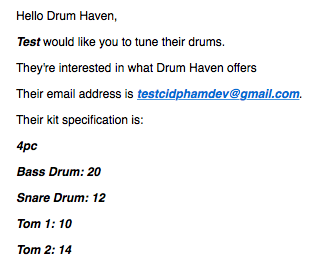 Hello Drum Haven,
Test would like you to tune their drums.
They're interested in what Drum Haven offers
Their email address is testcidphamdev@gmail.com.
Their kit specification is:
4pc
Bass Drum: 20
Snare Drum: 12
Tom 1: 10
Tom 2: 14